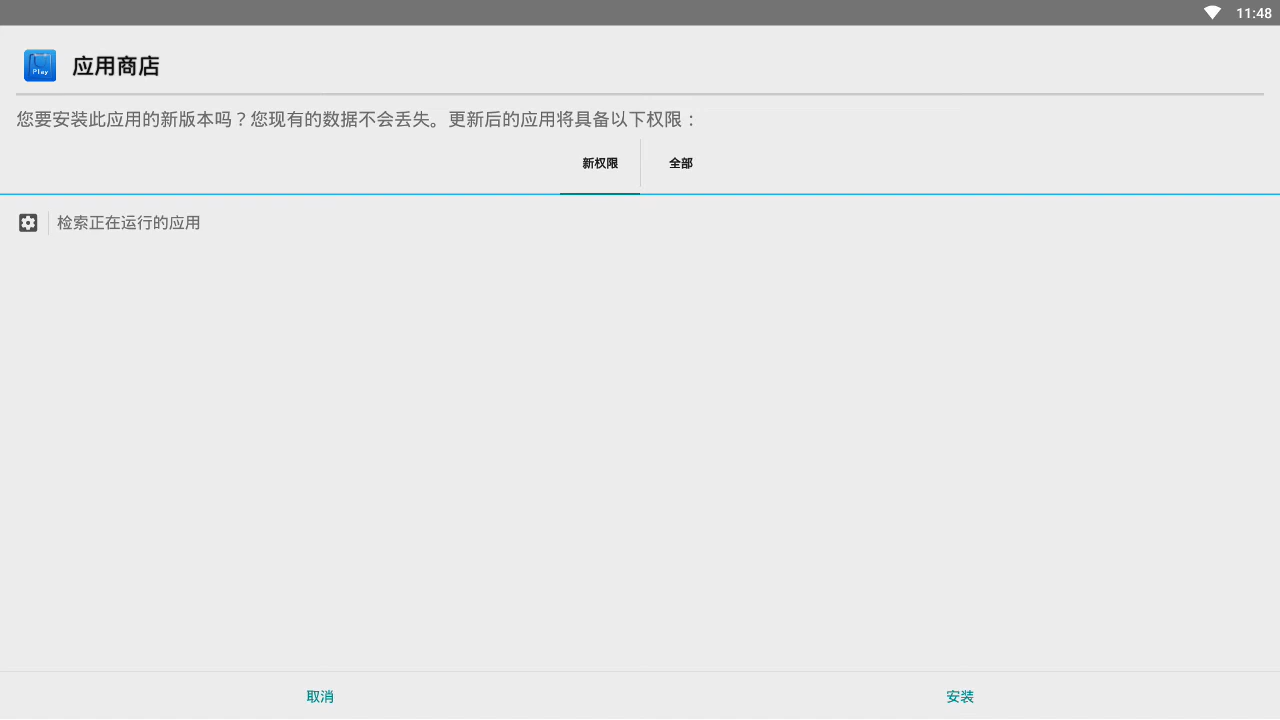 11:48
Play
应用商店
您要安装此应用的新版本吗？您现有的数据不会丢失。更新后的应用将具备以下权限：
新权限
全部
检索正在运行的应用
取消
安装